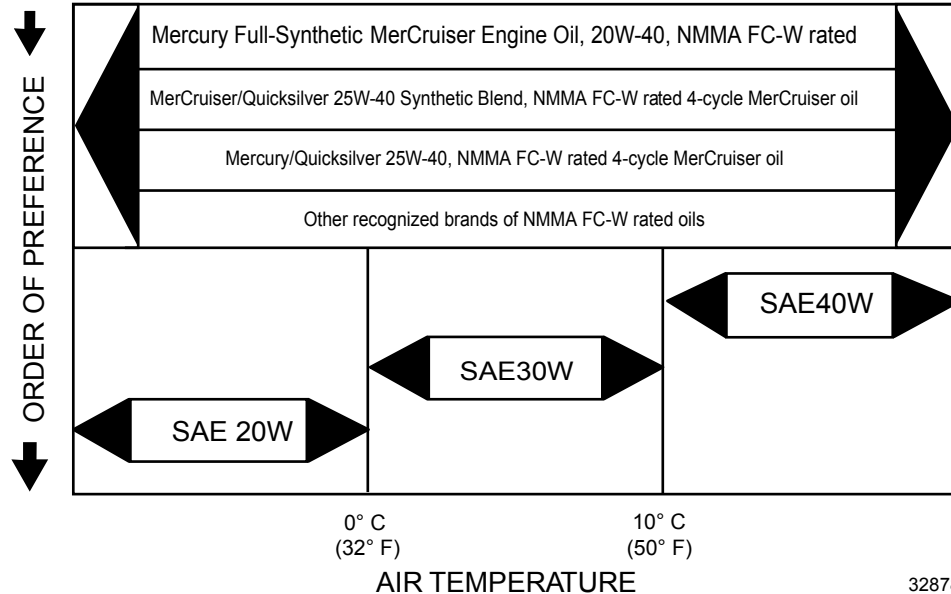 ORDER OF PREFERENCE
Mercury Full-Synthetic MerCruiser Engine Oil, 20W-40, NMMA FC-W rated
MerCruiser/Quicksilver 25W-40 Synthetic Blend, NMMA FC-W rated 4-cycle MerCruiser oil
Mercury/Quicksilver 25W-40, NMMA FC-W rated 4-cycle MerCruiser oil
Other recognized brands of NMMA FC-W rated oils
SAE40W
SAE30W
SAE 20W
0° C
(32° F)
10° C
(50° F)
AIR TEMPERATURE